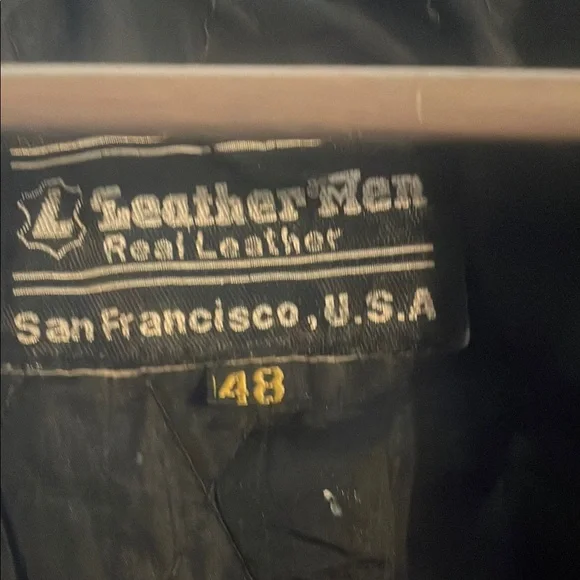 L Leather Men
Real Leather
San Francisco, U.S.A
48